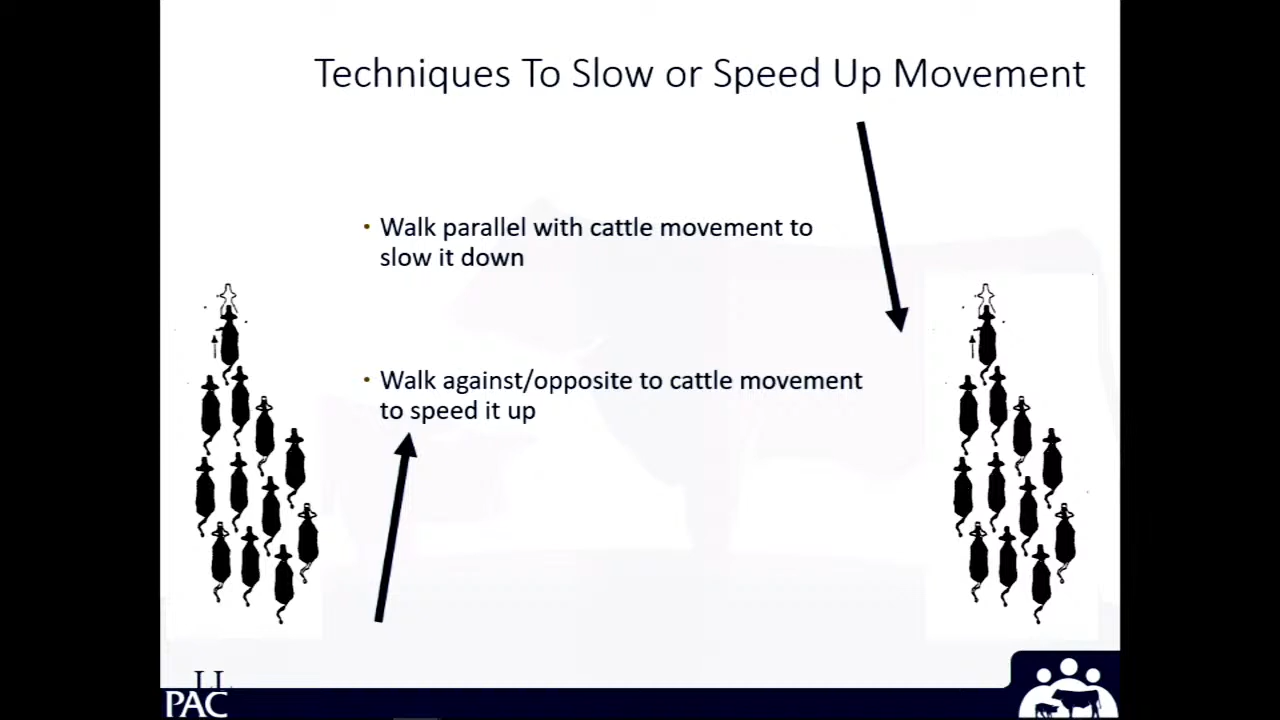 Techniques To Slow or Speed Up Movement
• Walk parallel with cattle movement to
slow it down
• Walk against/opposite to cattle movement
to speed it up
LL
PAC